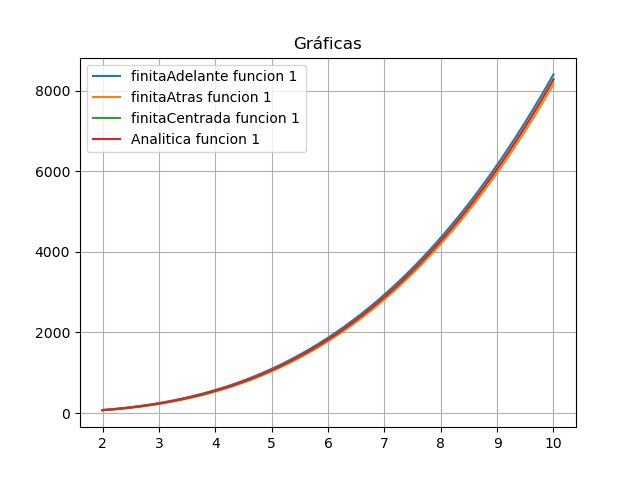 Gráficas
finitaAdelante funcion 1
finitaAtras funcion 1
finitaCentrada funcion 1
Analitica funcion 1
8000
6000
4000
2000
0
2 3 4 5 6 7 8 9 10